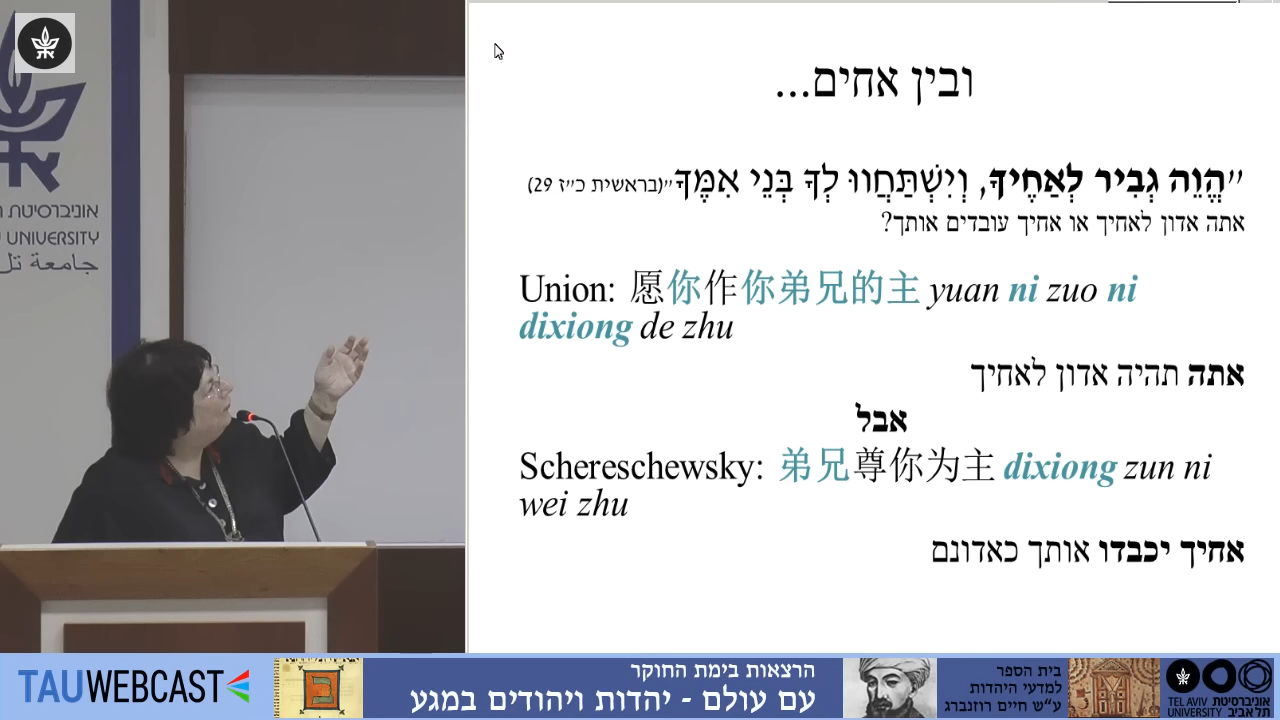 ובין אחים...
״הֱוֵה גְבִיר לְאַחֶיךָ, וְיִשְׁתַּחֲווּ לְךָ בְּנֵי אִמֶּךָ״(בראשית כ״ז 29)
אתה אדון לאחיך או אחיך עובדים אותך?
Union: 愿你作你弟兄的主 yuan ni zuo ni
dixiong de zhu
אתה תהיה אדון לאחיך
אבל
Schereschewsky: 弟兄尊你为主 dixiong zun ni
wei zhu
אחיך יכבדו אותך כאדונם
אוניברסיטת
UNIVERSITY
جامعة تل
TAUWEBCAST
הרצאות בימת החוקר
עם עולם - יהדות ויהודים במגע
בית הספר
למדעי היהדות
ע״ש חיים רוזנברג
TEL AVIV אוניברסיטת
UNIVERSITY תל אביב